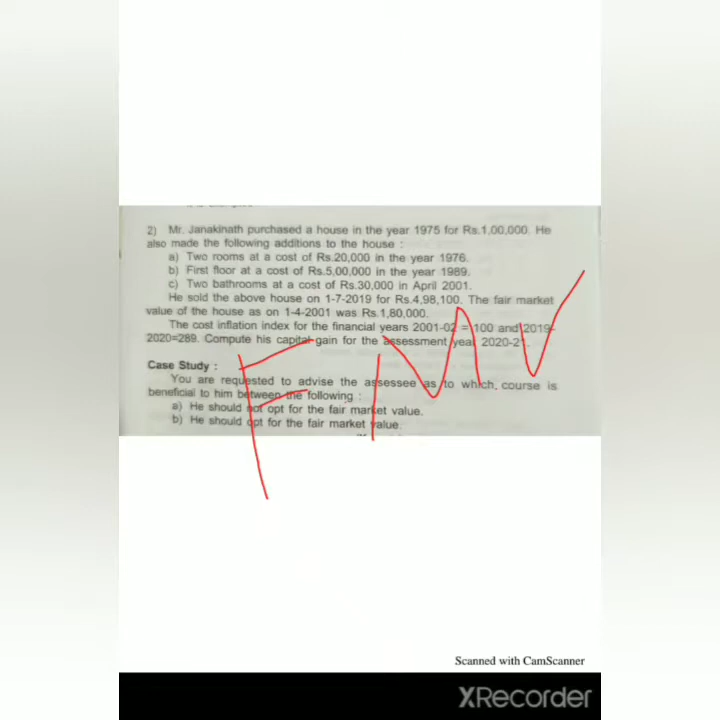 2) Mr. Janakinath purchased a house in the year 1975 for Rs.1,00,000. He
also made the following additions to the house :
a) Two rooms at a cost of Rs.20,000 in the year 1976.
b) First floor at a cost of Rs.5,00,000 in the year 1989.
c) Two bathrooms at a cost of Rs.30,000 in April 2001.
He sold the above house on 1-7-2019 for Rs.4,98,100. The fair market
value of the house as on 1-4-2001 was Rs.1,80,000.
The cost inflation index for the financial years 2001-02 = 100 and 2019-
2020=289. Compute his capital gain for the assessment year 2020-21.
Case Study :
You are requested to advise the assessee as to which, course is
beneficial to him between the following :
a) He should not opt for the fair market value.
b) He should opt for the fair market value.
FMV
Scanned with CamScanner
XRecorder